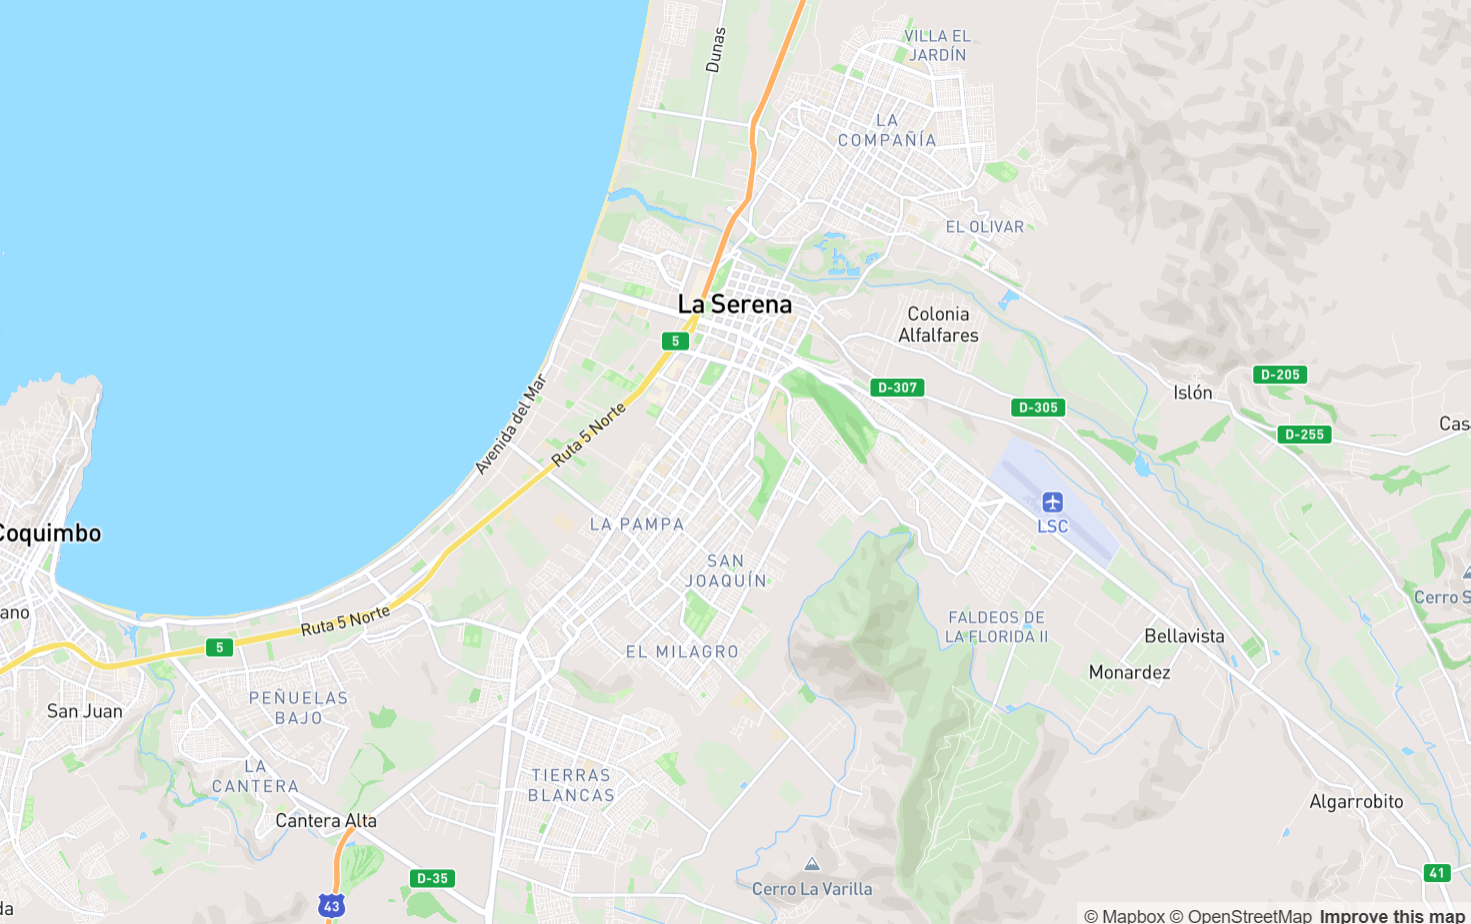 Dunas
VILLA EL
JARDÍN
LA
COMPAÑÍA
EL OLIVAR
La Serena
Colonia
Alfalfares
5
D-307
D-205
Islón
D-305
D-255
Cas
Avenida del Mar
Ruta 5 Norte
LSC
LA PAMPA
Coquimbo
SAN
JOAQUÍN
ano
Cerro S
FALDEOS DE
LA FLORIDA II
Bellavista
Ruta 5 Norte
5
EL MILAGRO
Monardez
PEÑUELAS
BAJO
San Juan
LA
CANTERA
TIERRAS
BLANCAS
Algarrobito
Cantera Alta
D-35
Cerro La Varilla
41
43
da
© Mapbox © OpenStreetMap Improve this map